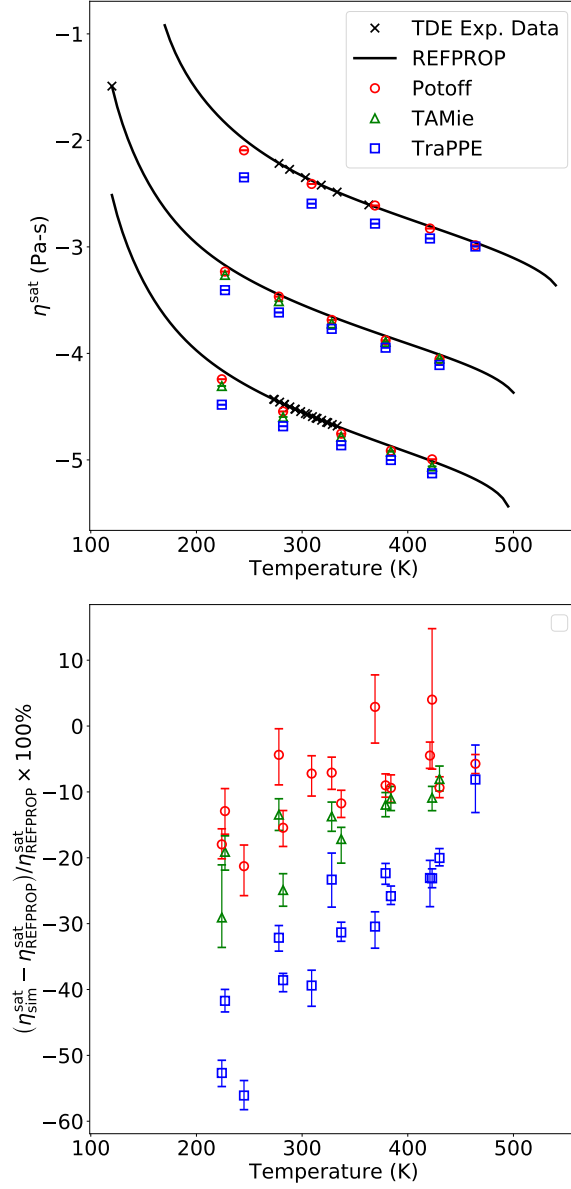 −1
−2
−3
−4
−5
η^sat (Pa-s)
TDE Exp. Data
REFPROP
Potoff
TAMie
TraPPE
100 200 300 400 500
Temperature (K)
10
0
−10
−20
−30
−40
−50
−60
(η^sat_sim − η^sat_REFPROP)/η^sat_REFPROP × 100%
100 200 300 400 500
Temperature (K)